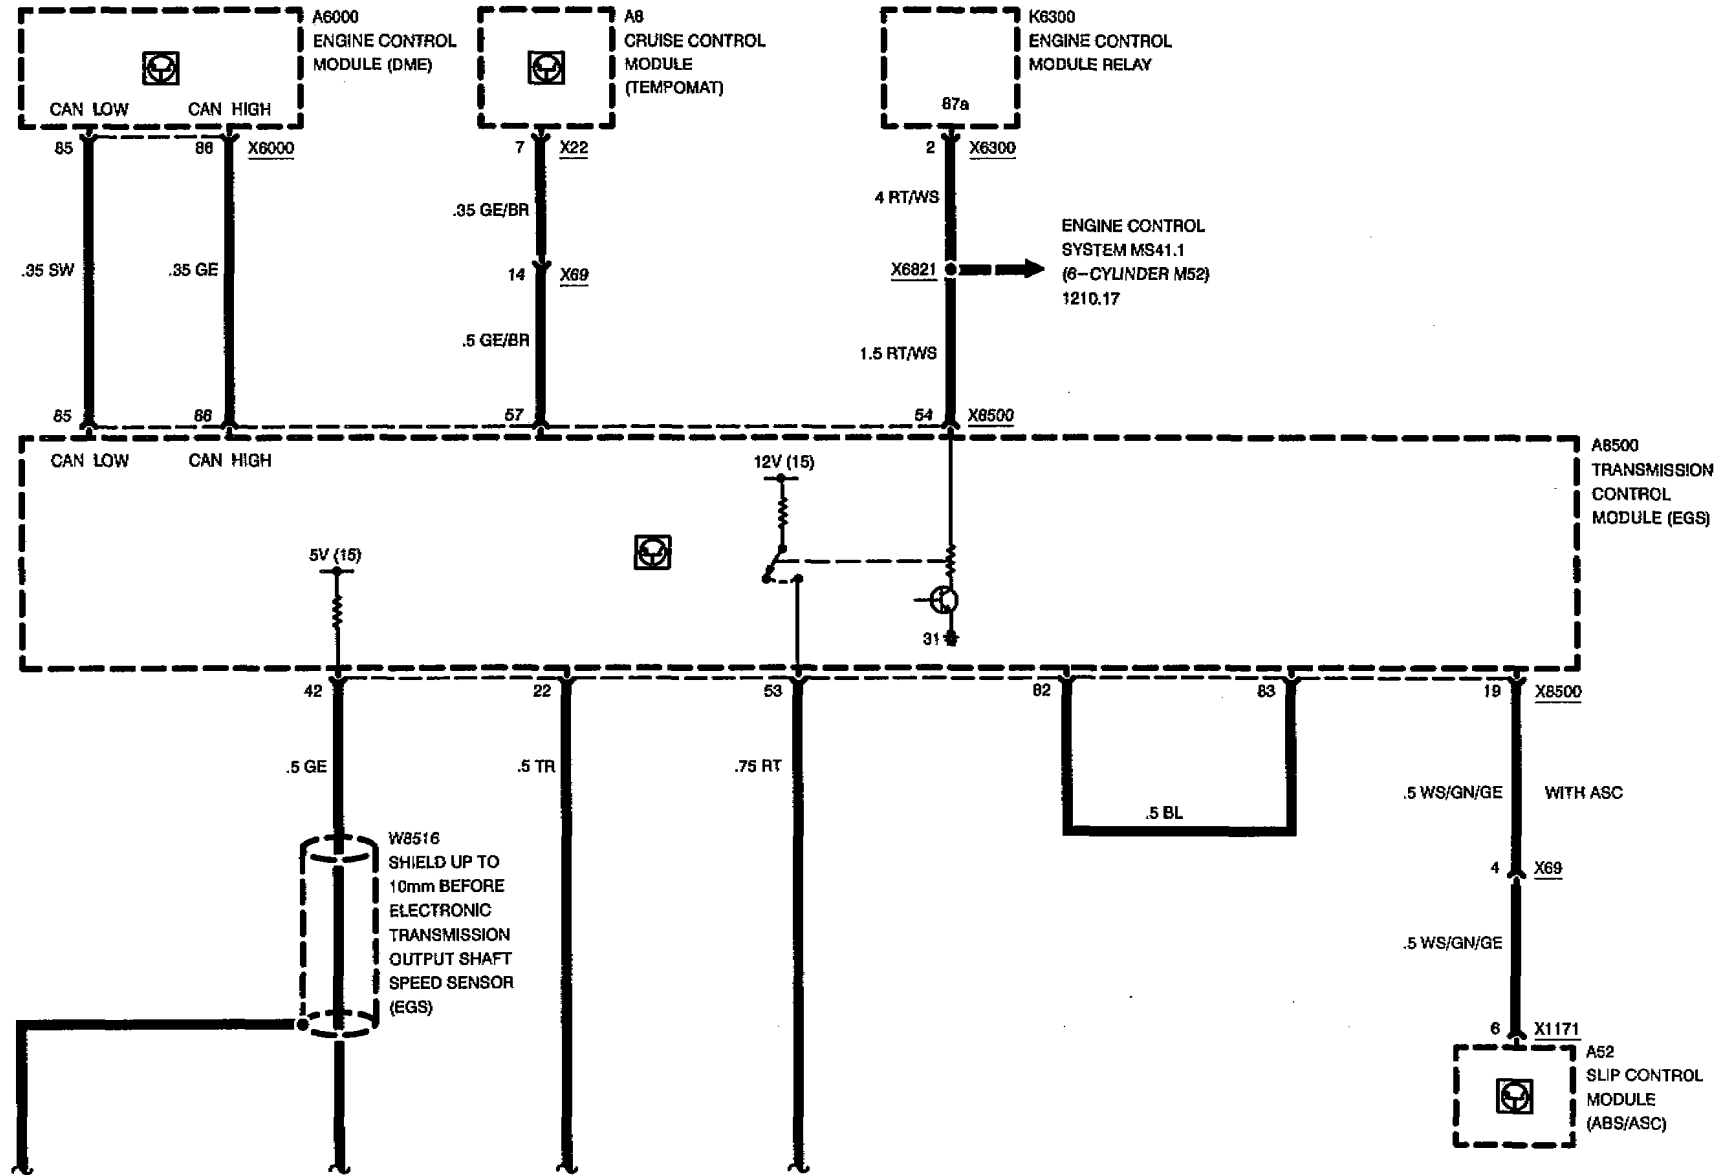 A6000
ENGINE CONTROL
MODULE (DME)
CAN LOW
CAN HIGH
A8
CRUISE CONTROL
MODULE
(TEMPOMAT)
K6300
ENGINE CONTROL
MODULE RELAY
87a
85
86
X6000
7
X22
2
X6300
.35 SW
.35 GE
.35 GE/BR
14
X69
.5 GE/BR
4 RT/WS
X6821
ENGINE CONTROL
SYSTEM MS41.1
(6-CYLINDER M52)
1210.17
1.5 RT/WS
85
86
57
54
X8500
CAN LOW
CAN HIGH
12V (15)
5V (15)
31
A8500
TRANSMISSION
CONTROL
MODULE (EGS)
42
22
53
82
83
19
X8500
.5 GE
.5 TR
.75 RT
.5 BL
.5 WS/GN/GE
WITH ASC
W8516
SHIELD UP TO
10mm BEFORE
ELECTRONIC
TRANSMISSION
OUTPUT SHAFT
SPEED SENSOR
(EGS)
4
X69
.5 WS/GN/GE
6
X1171
A52
SLIP CONTROL
MODULE
(ABS/ASC)